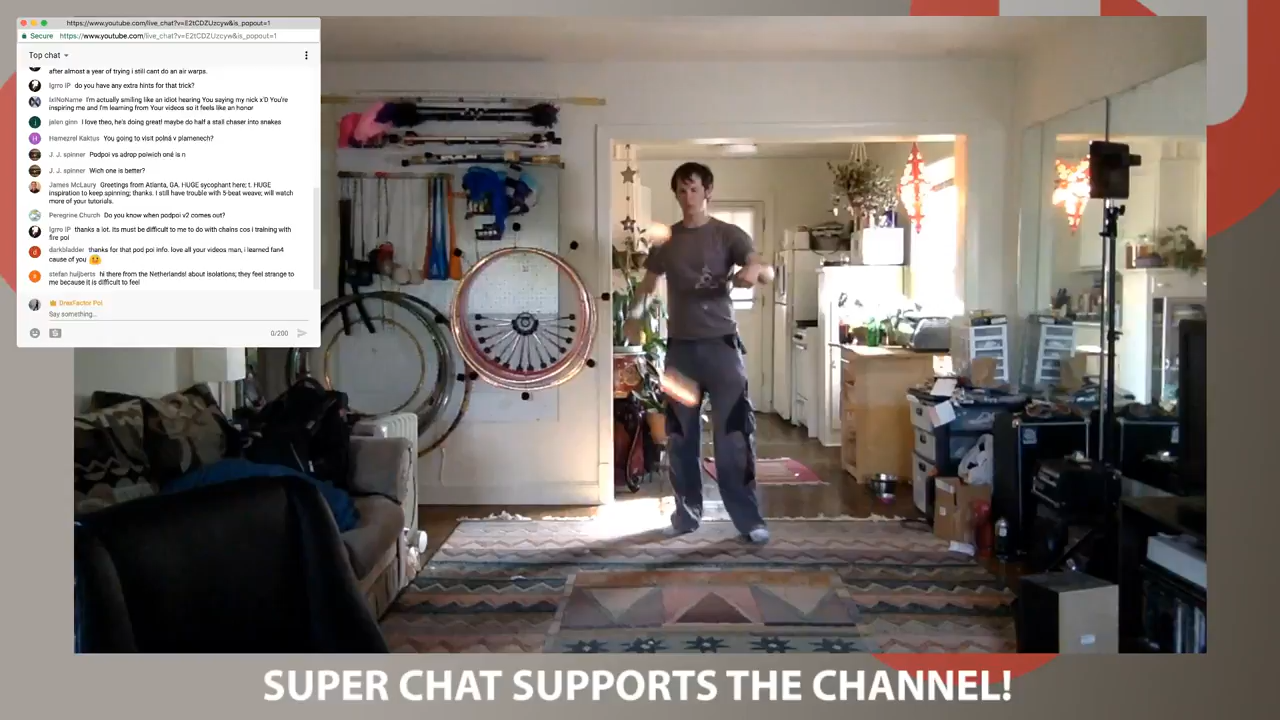 https://www.youtube.com/live_chat?v=E2tCDZUzcyw&is_popout=1
Secure https://www.youtube.com/live_chat?v=E2tCDZUzcyw&is_popout=1
Top chat
after almost a year of trying i still cant do an air warps.
Igrro IP do you have any extra hints for that trick?
IxINoName I'm actually smiling like an idiot hearing You saying my nick x'D You're
inspiring me and I'm learning from Your videos so it feels like an honor
jalen ginn I love theo, he's doing great! maybe do half a stall chaser into snakes
Hamezrel Kaktus You going to visit polná v plamenech?
J. J. spinner Podpoi vs adrop poiwich oné is n
J. J. spinner Wich one is better?
James McLaury Greetings from Atlanta, GA. HUGE sycophant here; t. HUGE
inspiration to keep spinning; thanks. I still have trouble with 5-beat weave; will watch
more of your tutorials.
Peregrine Church Do you know when podpoi v2 comes out?
Igrro IP thanks a lot. Its must be difficult to me to do with chains cos i training with
fire poi
darkbladder thanks for that pod poi info. love all your videos man, i learned fan4
cause of you
stefan huijberts hi there from the Netherlands! about isolations; they feel strange to
me because it is difficult to feel
DrexFactor Poi
Say something...
0/200
SUPER CHAT SUPPORTS THE CHANNEL!